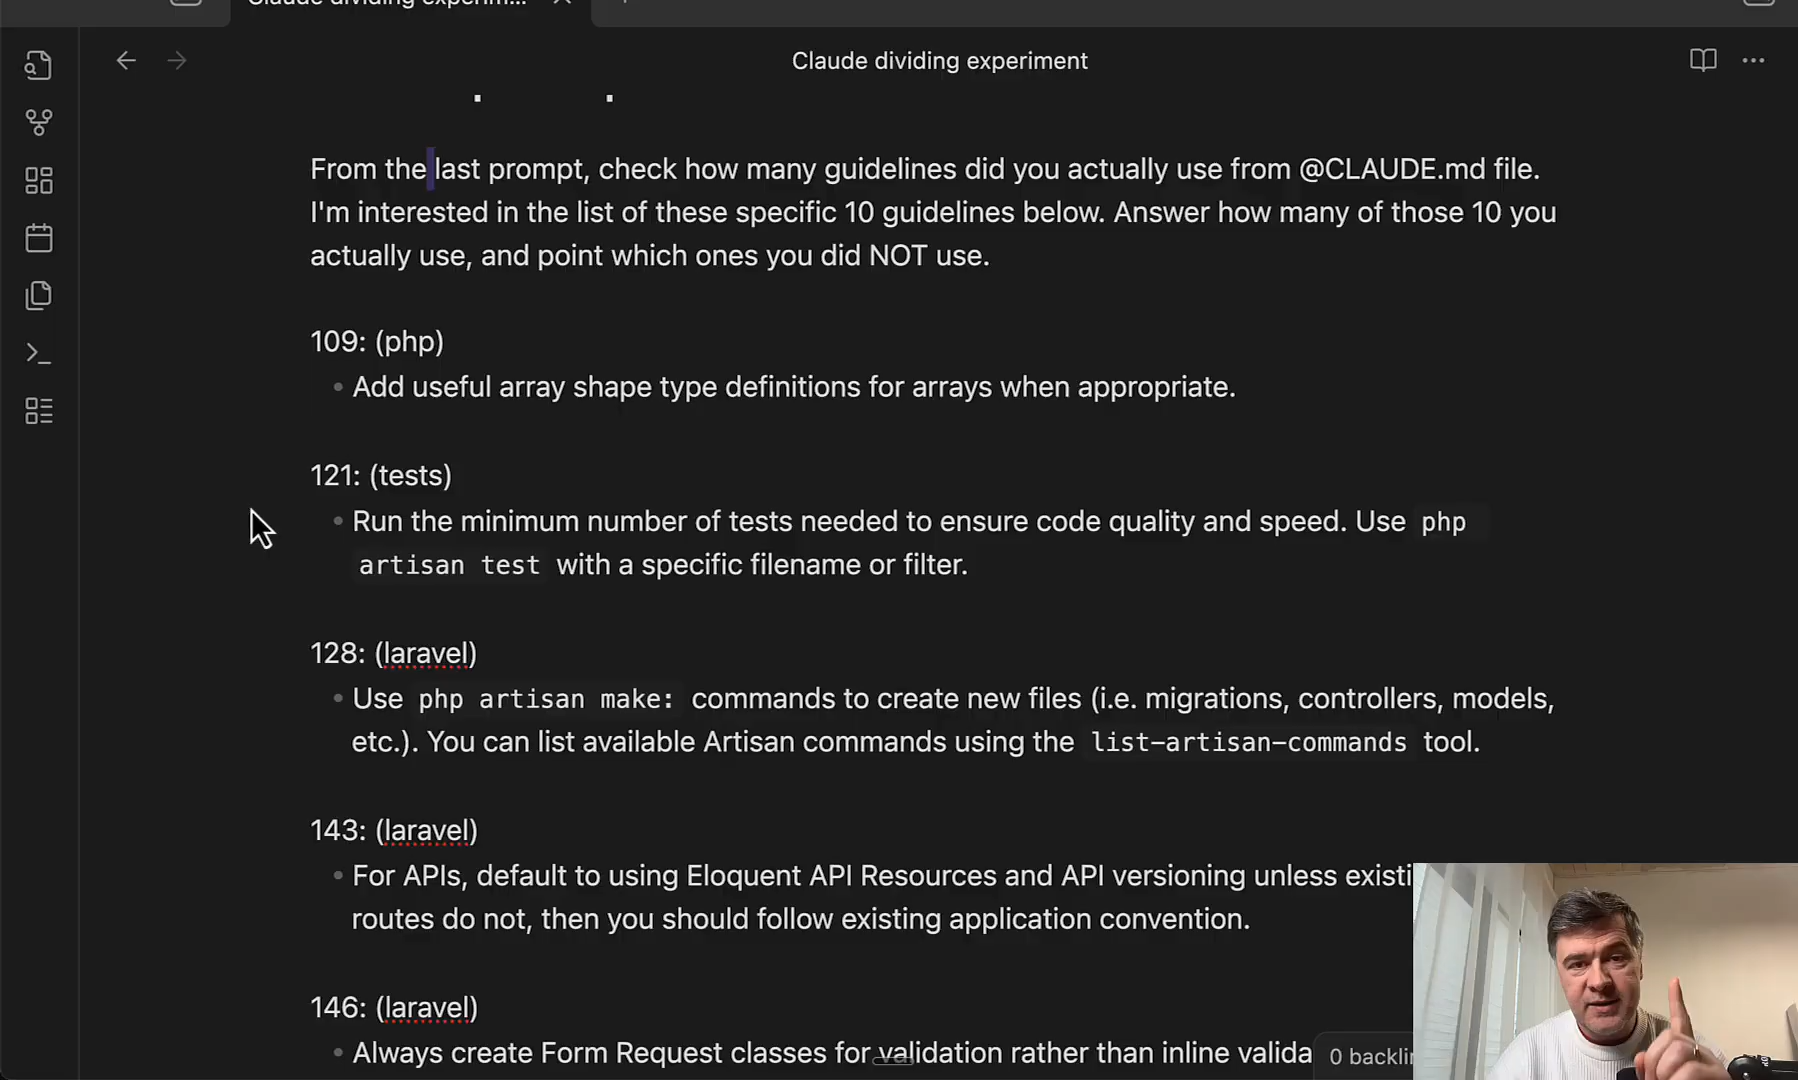 Claude dividing experim...
Claude dividing experiment
From the last prompt, check how many guidelines did you actually use from @CLAUDE.md file.
I'm interested in the list of these specific 10 guidelines below. Answer how many of those 10 you
actually use, and point which ones you did NOT use.
109: (php)
• Add useful array shape type definitions for arrays when appropriate.
121: (tests)
• Run the minimum number of tests needed to ensure code quality and speed. Use php
artisan test with a specific filename or filter.
128: (laravel)
• Use php artisan make: commands to create new files (i.e. migrations, controllers, models,
etc.). You can list available Artisan commands using the list-artisan-commands tool.
143: (laravel)
• For APIs, default to using Eloquent API Resources and API versioning unless existi
routes do not, then you should follow existing application convention.
146: (laravel)
• Always create Form Request classes for validation rather than inline valida
0 backlin